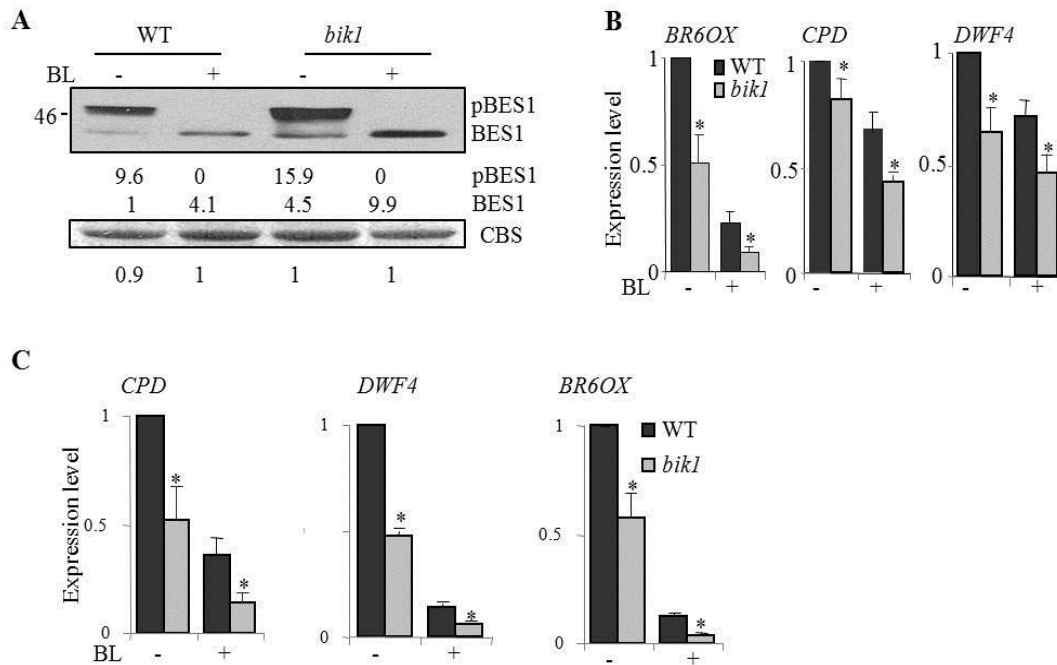 A
WT bik1
BL - + - +
46 - pBES1
BES1
9.6 0 15.9 0 pBES1
1 4.1 4.5 9.9 BES1
CBS
0.9 1 1 1
B
BR6OX CPD DWF4
Expression level
1
0.5
0
WT
bik1
*
*
BL - +
1
0.5
0
*
*
- +
1
0.5
0
*
*
- +
C
CPD DWF4 BR6OX
Expression level
1
0.5
0
*
*
BL - +
1
0
*
*
- +
1
0.5
0
WT
bik1
*
*
- +